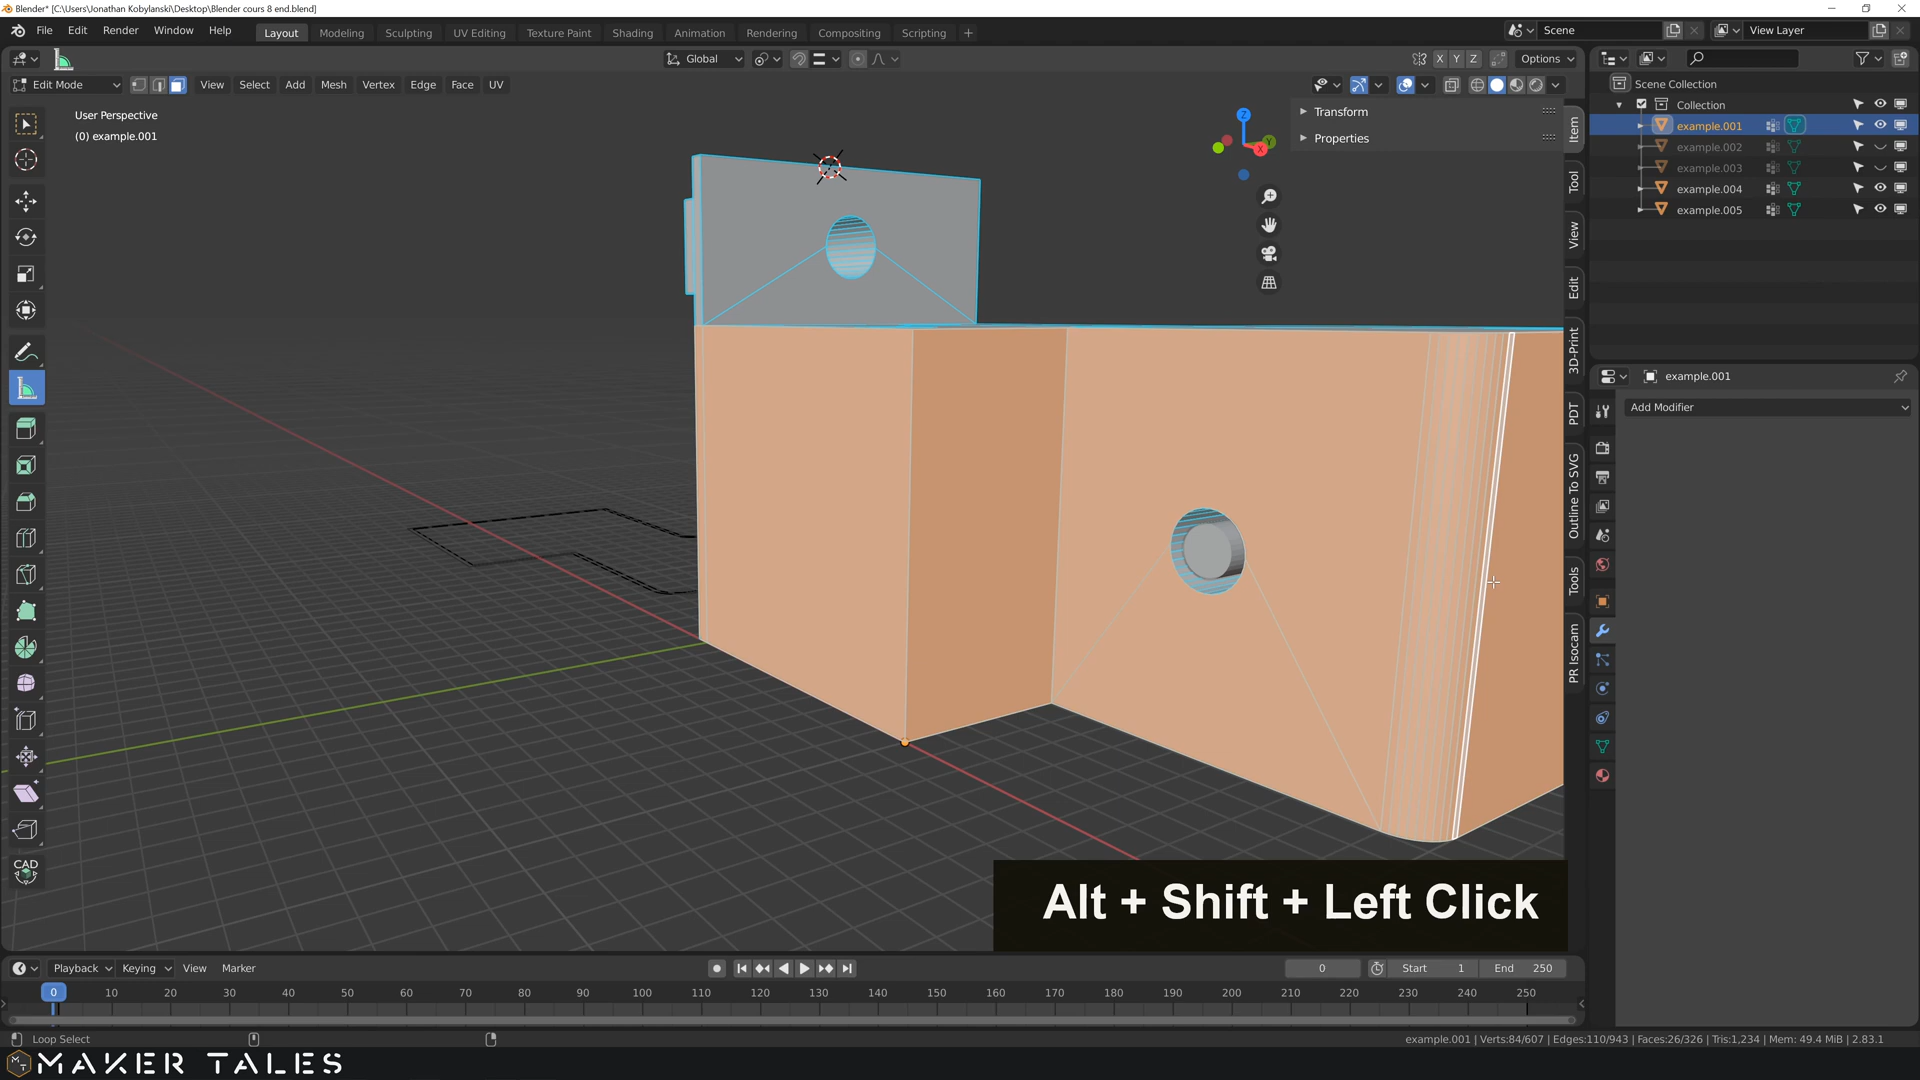 Blender* [C:\Users\Jonathan Kobylanski\Desktop\Blender cours 8 end.blend]
File Edit Render Window Help Layout Modeling Sculpting UV Editing Texture Paint Shading Animation Rendering Compositing Scripting + Scene View Layer
Global X Y Z Options
Edit Mode View Select Add Mesh Vertex Edge Face UV
User Perspective
(0) example.001
Z
Y
X
Transform
Properties
Item
Tool
View
Edit
3D-Print
PDT
Outline To SVG
Tools
PR Isocam
Scene Collection
Collection
example.001
example.002
example.003
example.004
example.005
example.001
Add Modifier
CAD
Alt + Shift + Left Click
Playback Keying View Marker 0 Start 1 End 250
0 10 20 30 40 50 60 70 80 90 100 110 120 130 140 150 160 170 180 190 200 210 220 230 240 250
Loop Select
example.001 | Verts:84/607 | Edges:110/943 | Faces:26/326 | Tris:1,234 | Mem: 49.4 MiB | 2.83.1
MAKER TALES